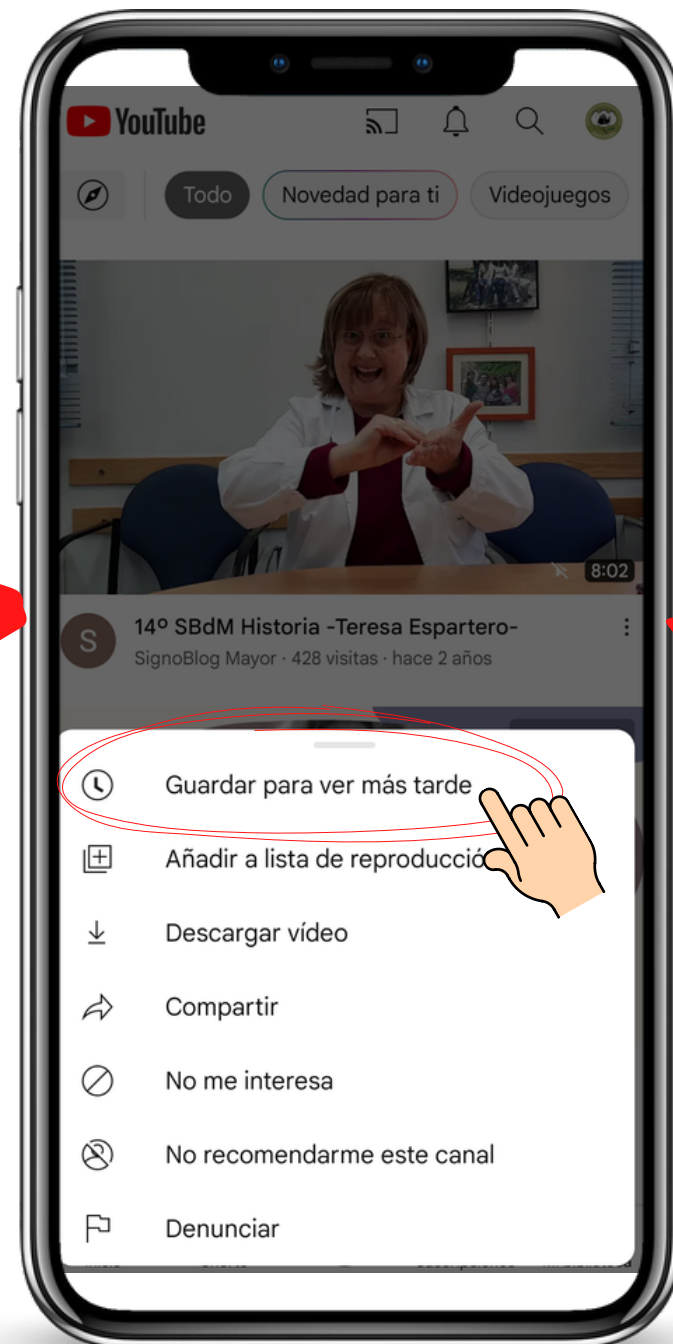 YouTube
Todo Novedad para ti Videojuegos
8:02
S
14º SBdM Historia -Teresa Espartero-
SignoBlog Mayor · 428 visitas · hace 2 años
Guardar para ver más tarde
Añadir a lista de reproducció
Descargar vídeo
Compartir
No me interesa
No recomendarme este canal
Denunciar